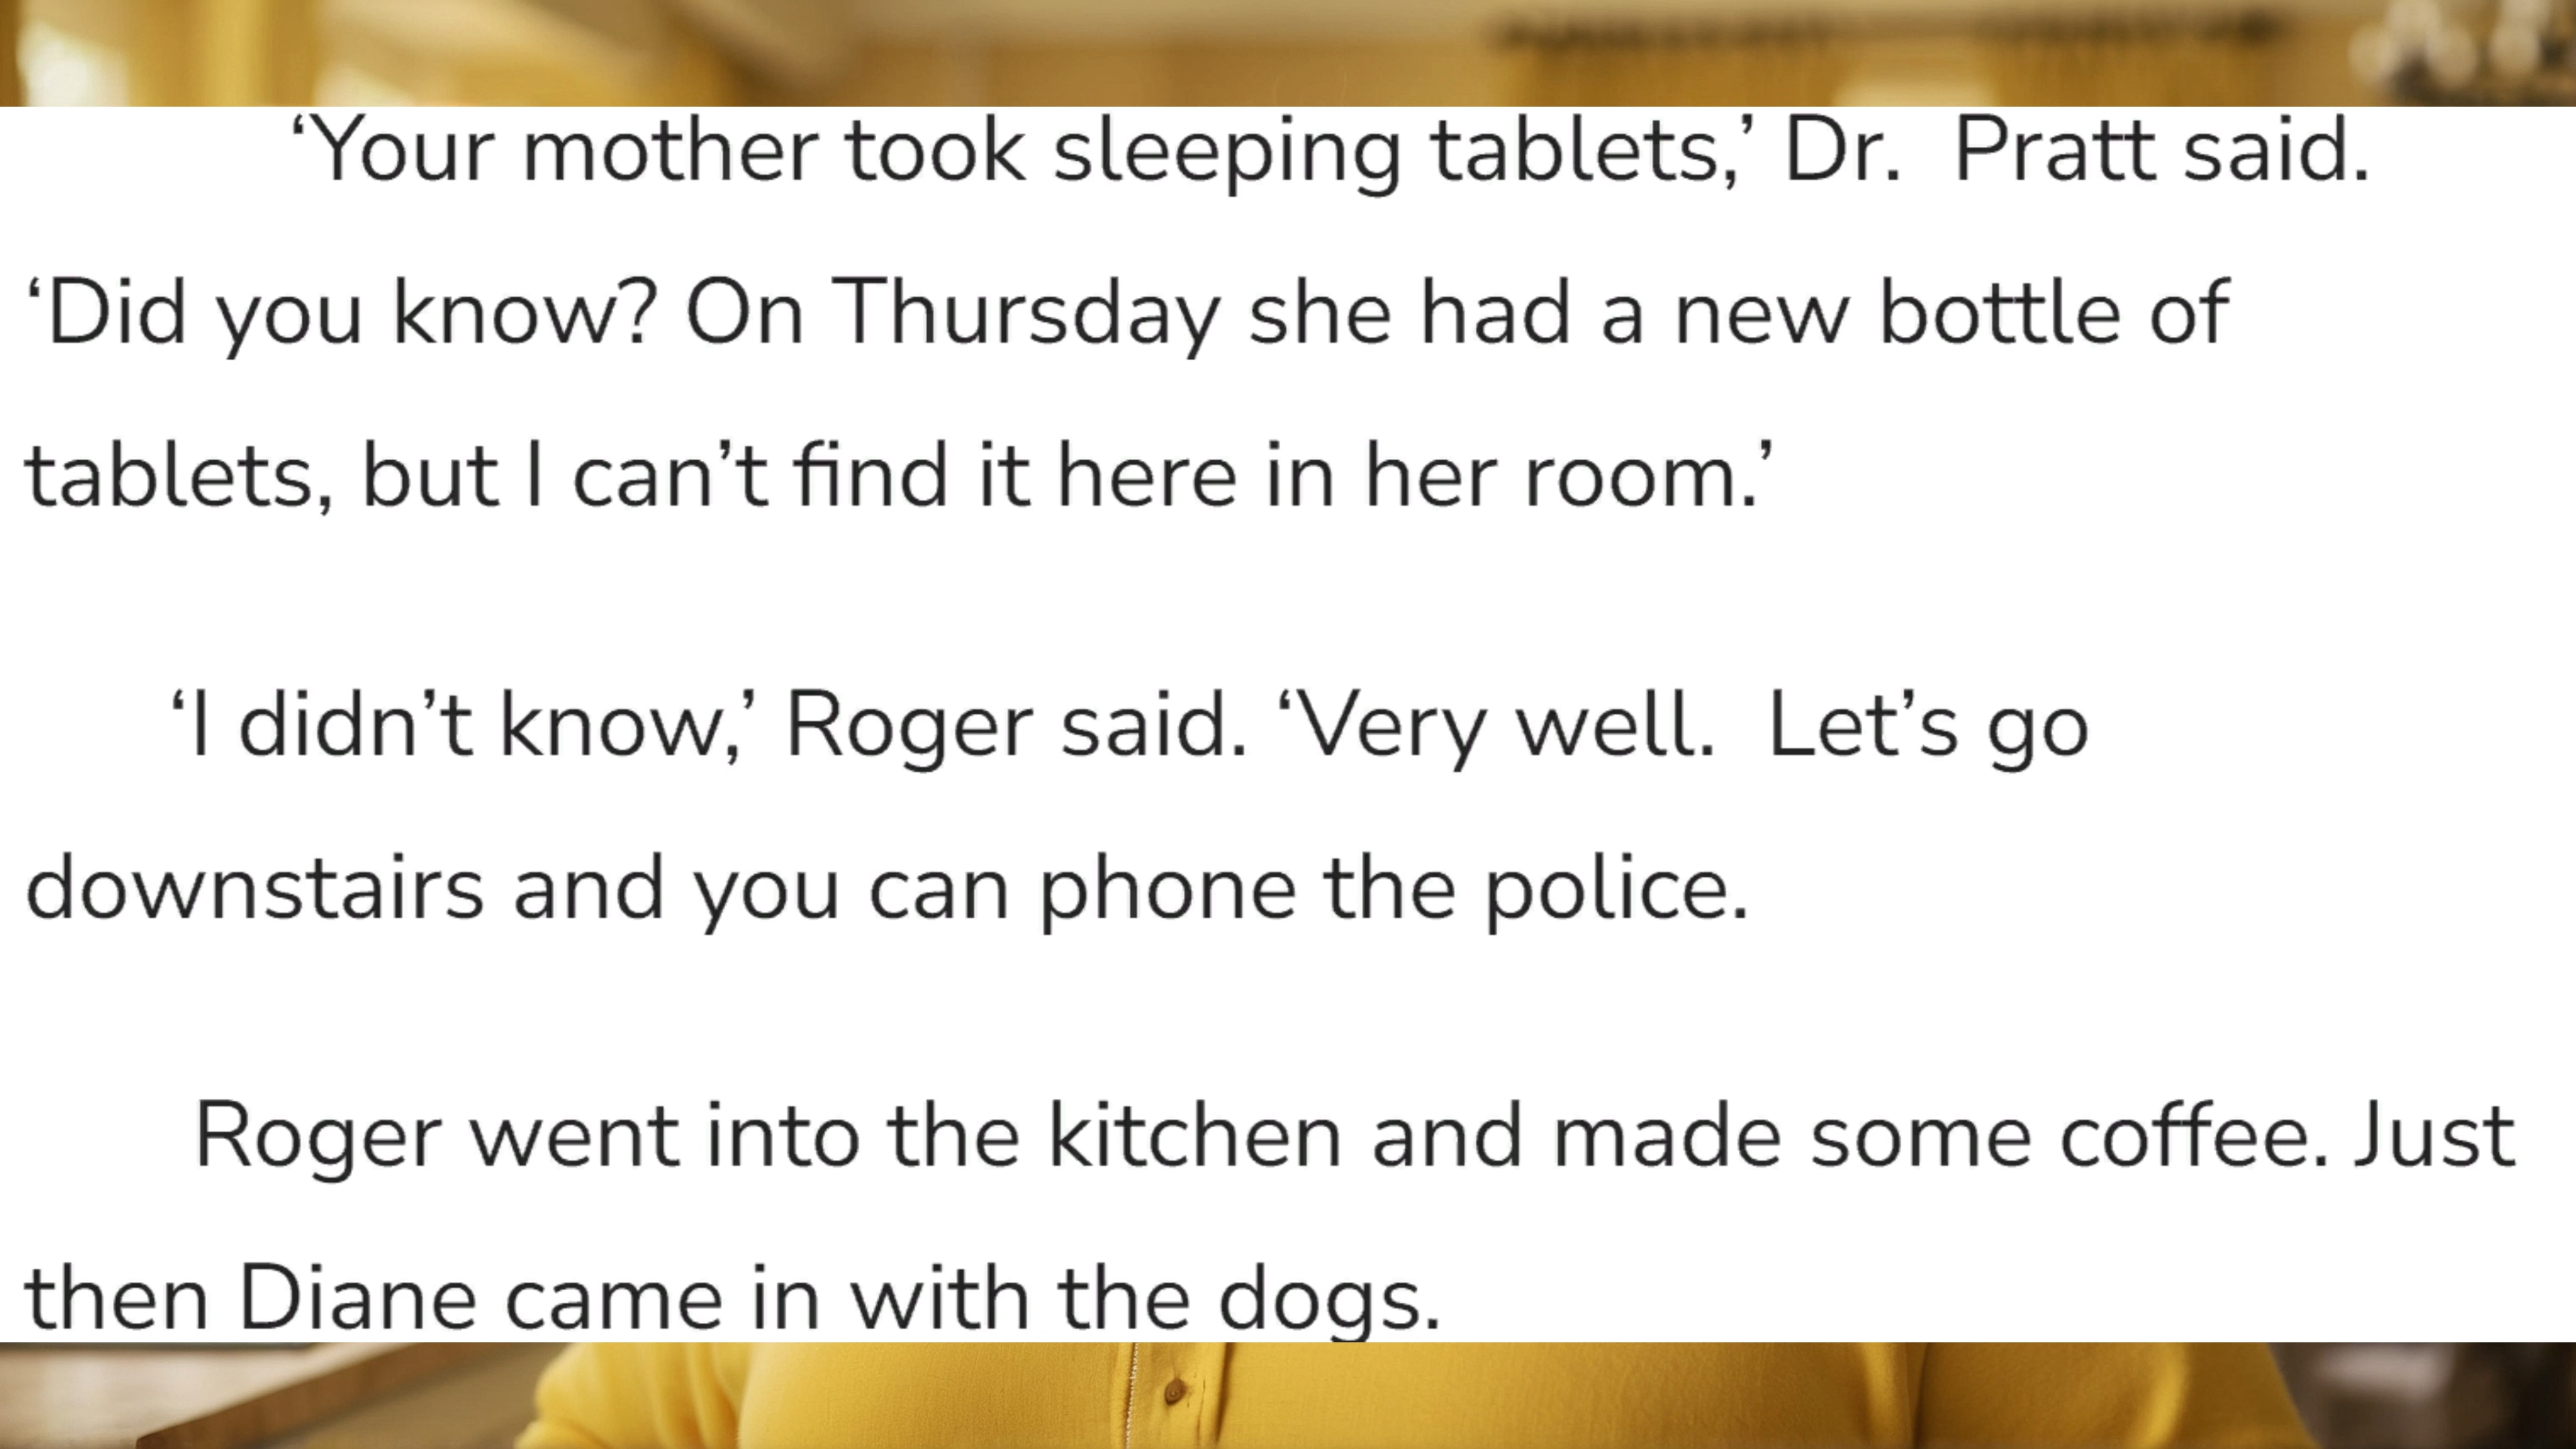 ‘Your mother took sleeping tablets,’ Dr.  Pratt said.
‘Did you know? On Thursday she had a new bottle of
tablets, but I can’t find it here in her room.’
‘I didn’t know,’ Roger said. ‘Very well.  Let’s go
downstairs and you can phone the police.
Roger went into the kitchen and made some coffee. Just
then Diane came in with the dogs.